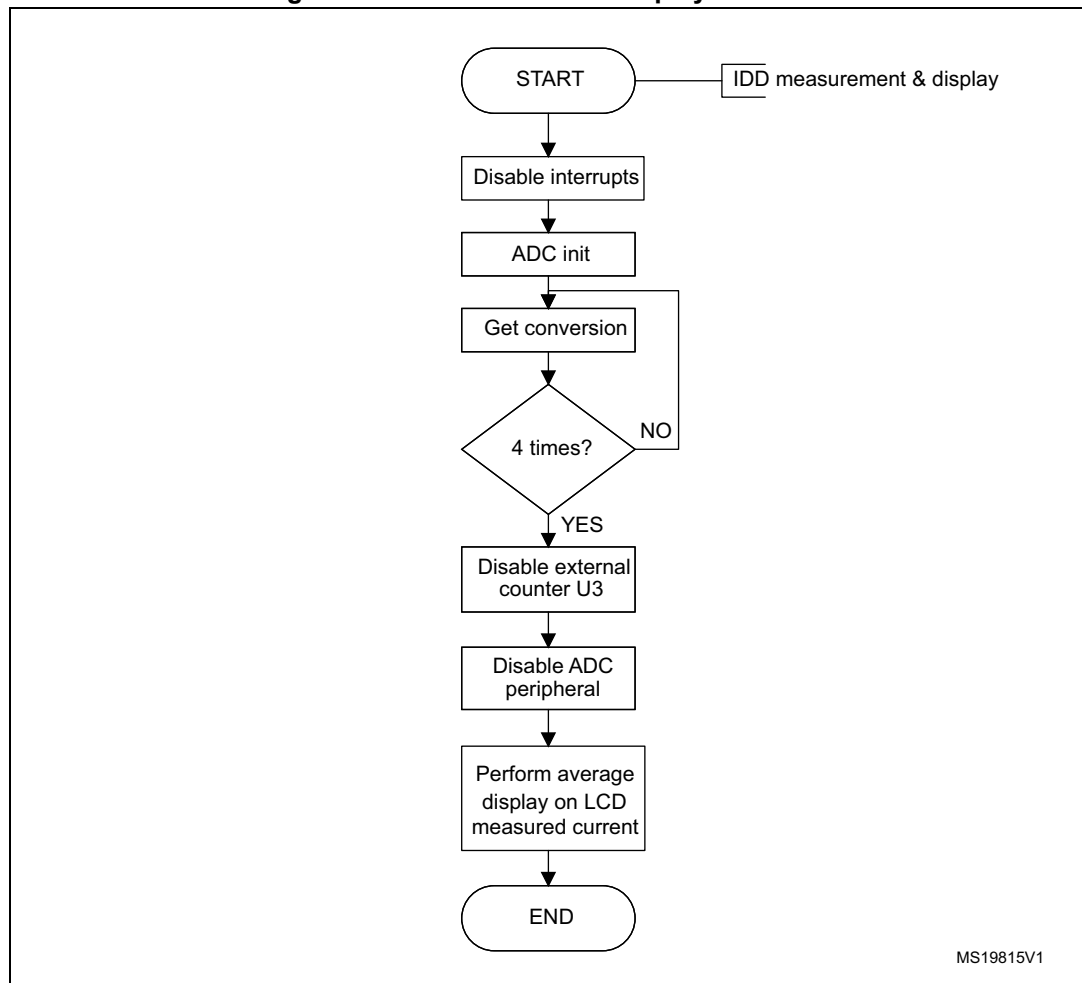 START
IDD measurement & display
Disable interrupts
ADC init
Get conversion
4 times?
NO
YES
Disable external
counter U3
Disable ADC
peripheral
Perform average
display on LCD
measured current
END
MS19815V1